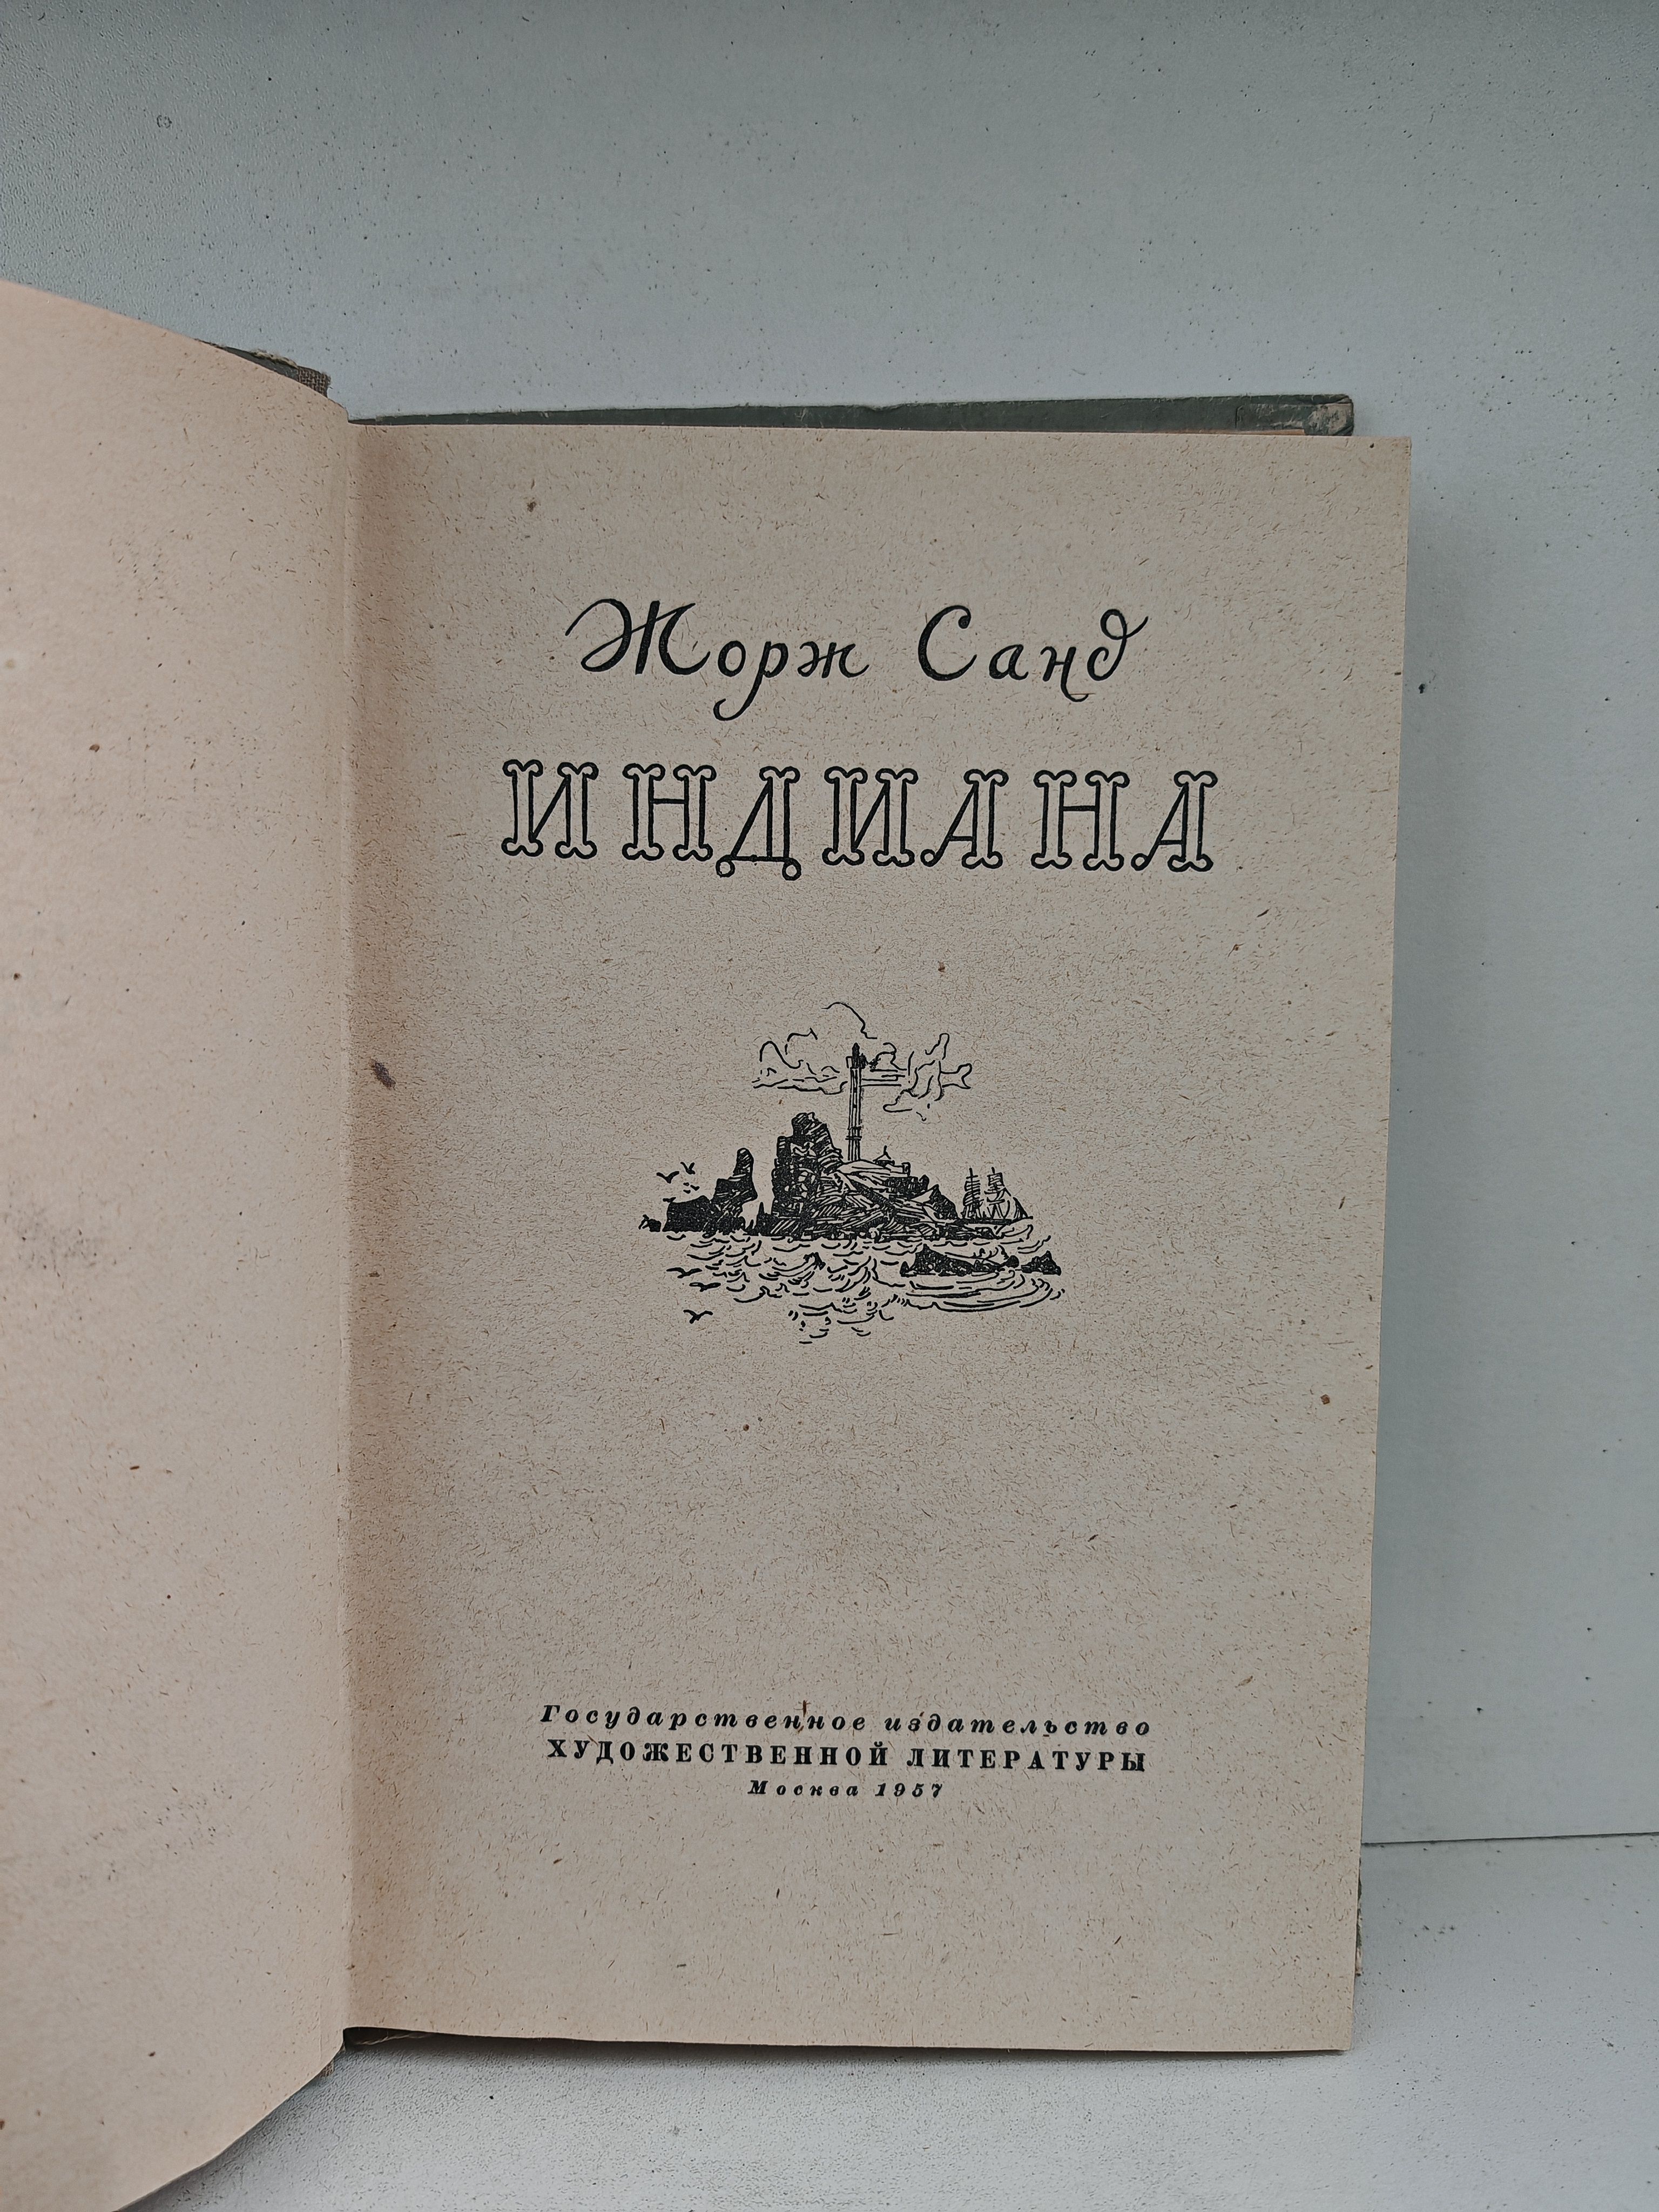 Жорж Санд
ИНДИАНА
Государственное издательство
ХУДОЖЕСТВЕННОЙ ЛИТЕРАТУРЫ
Москва 1957